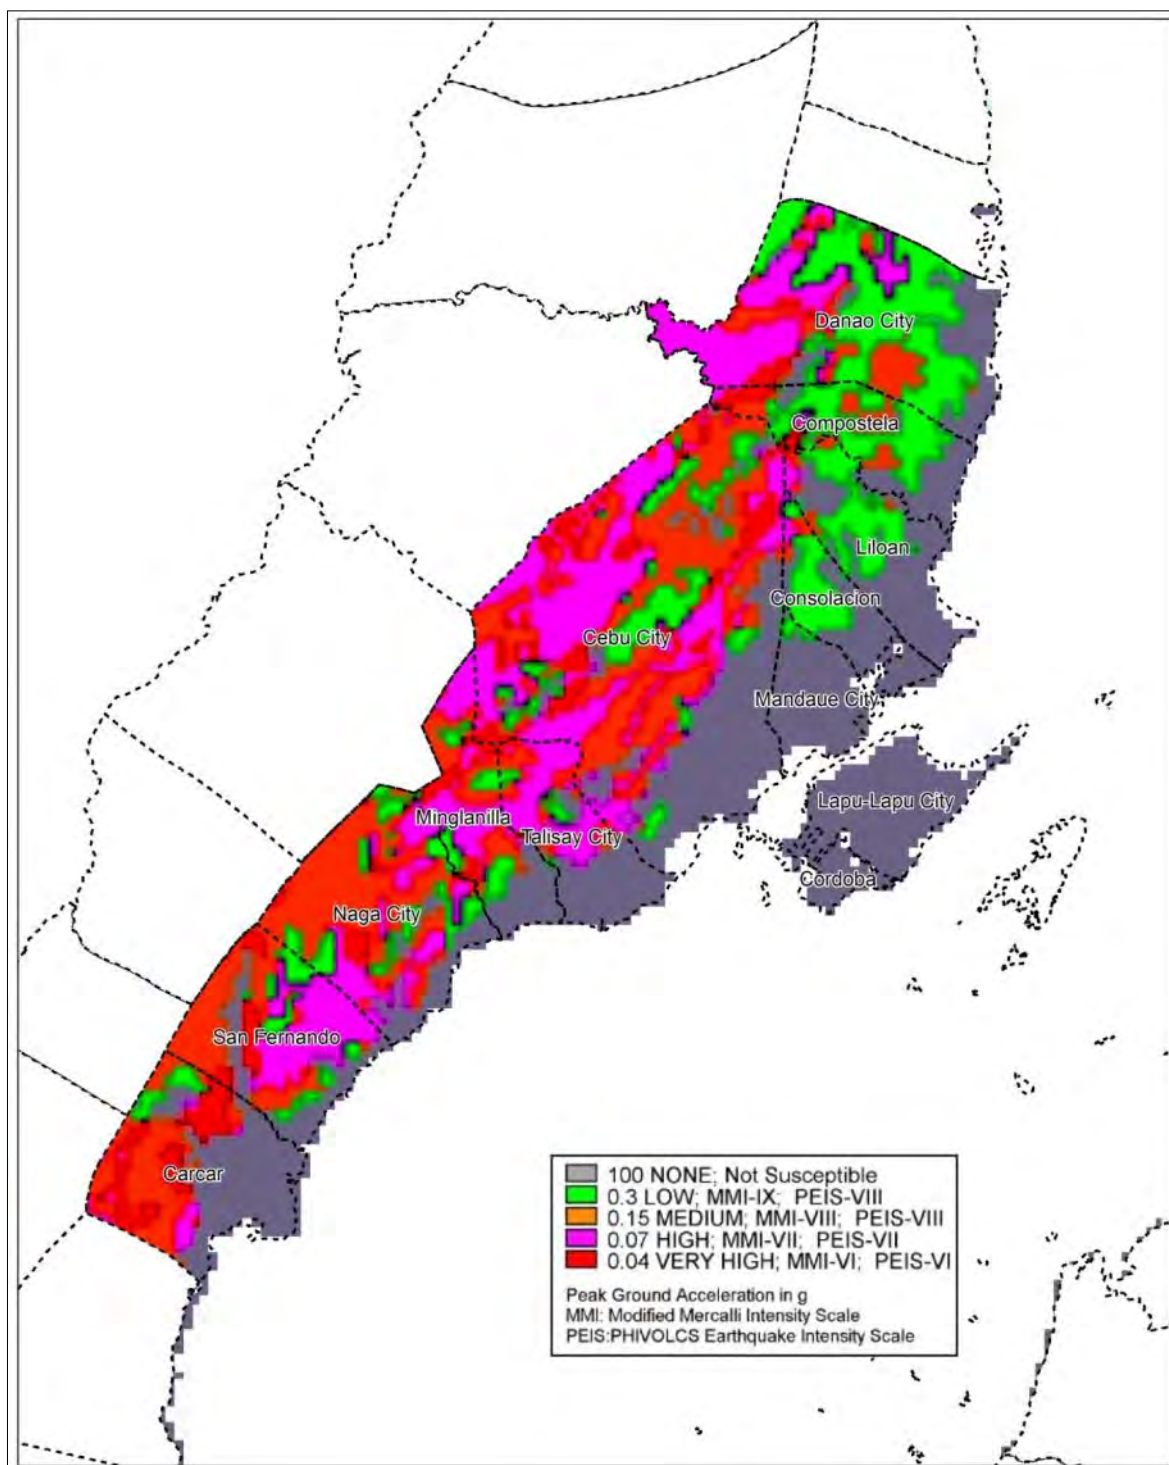 Danao City
Compostela
Liloan
Consolacion
Cebu City
Mandaue City
Lapu-Lapu City
Minglanilla
Talisay City
Cordoba
Naga City
San Fernando
Carcar
100 NONE; Not Susceptible
0.3 LOW; MMI-IX; PEIS-VIII
0.15 MEDIUM; MMI-VIII; PEIS-VIII
0.07 HIGH; MMI-VII; PEIS-VII
0.04 VERY HIGH; MMI-VI; PEIS-VI
Peak Ground Acceleration in g
MMI: Modified Mercalli Intensity Scale
PEIS:PHIVOLCS Earthquake Intensity Scale